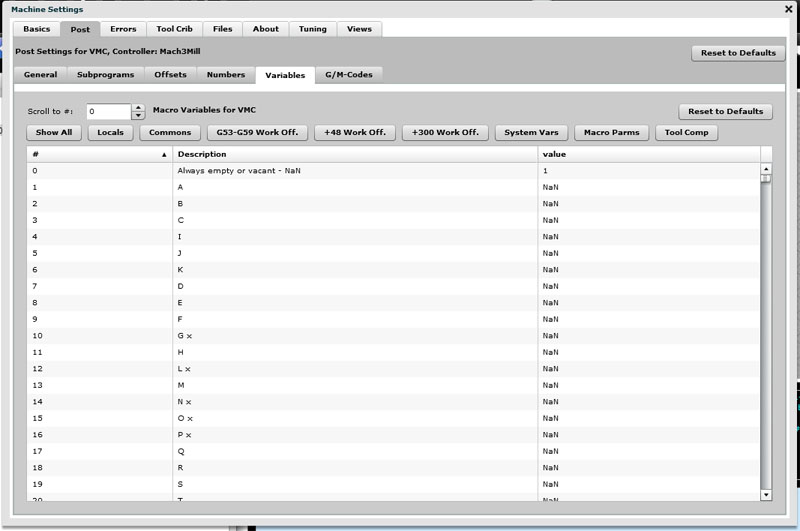 Machine Settings
Basics Post Errors Tool Crib Files About Tuning Views
Post Settings for VMC, Controller: Mach3Mill
Reset to Defaults
General Subprograms Offsets Numbers Variables G/M-Codes
Scroll to #: 0 Macro Variables for VMC Reset to Defaults
Show All Locals Commons G53-G59 Work Off. +48 Work Off. +300 Work Off. System Vars Macro Parms Tool Comp
# Description value
0 Always empty or vacant - NaN 1
1 A NaN
2 B NaN
3 C NaN
4 I NaN
5 J NaN
6 K NaN
7 D NaN
8 E NaN
9 F NaN
10 G x NaN
11 H NaN
12 L x NaN
13 M NaN
14 N x NaN
15 O x NaN
16 P x NaN
17 Q NaN
18 R NaN
19 S NaN
20 T NaN